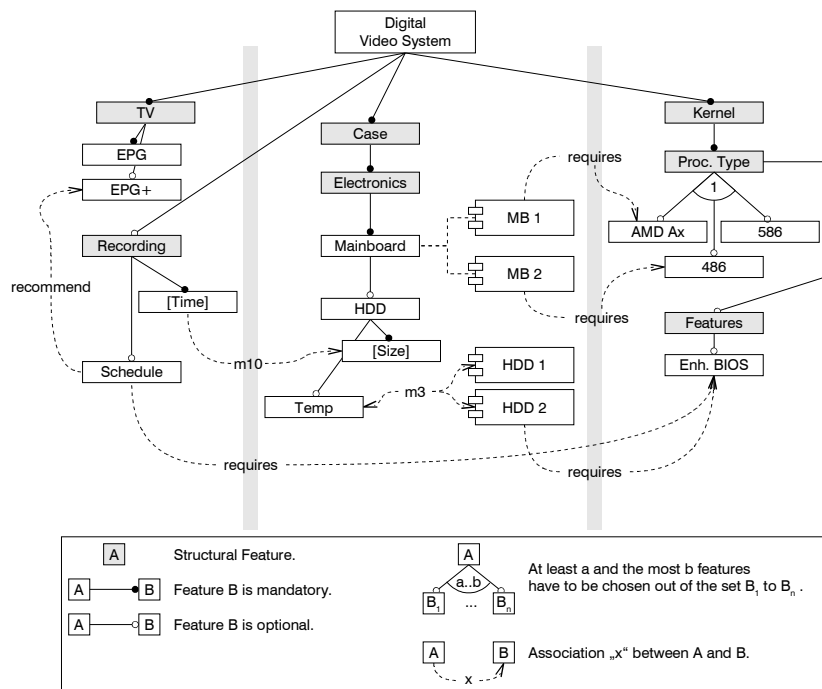 Digital
Video System
TV
Kernel
Case
EPG
requires
Proc. Type
Electronics
EPG+
1
MB 1
AMD Ax
586
Recording
Mainboard
486
MB 2
recommend
[Time]
HDD
requires
Features
[Size]
m10
Schedule
HDD 1
Enh. BIOS
m3
Temp
HDD 2
requires
requires
A
Structural Feature.
A
B
Feature B is mandatory.
A
B
Feature B is optional.
A
a..b
B1
...
Bn
At least a and the most b features
have to be chosen out of the set B1 to Bn .
A
B
x
Association „x“ between A and B.